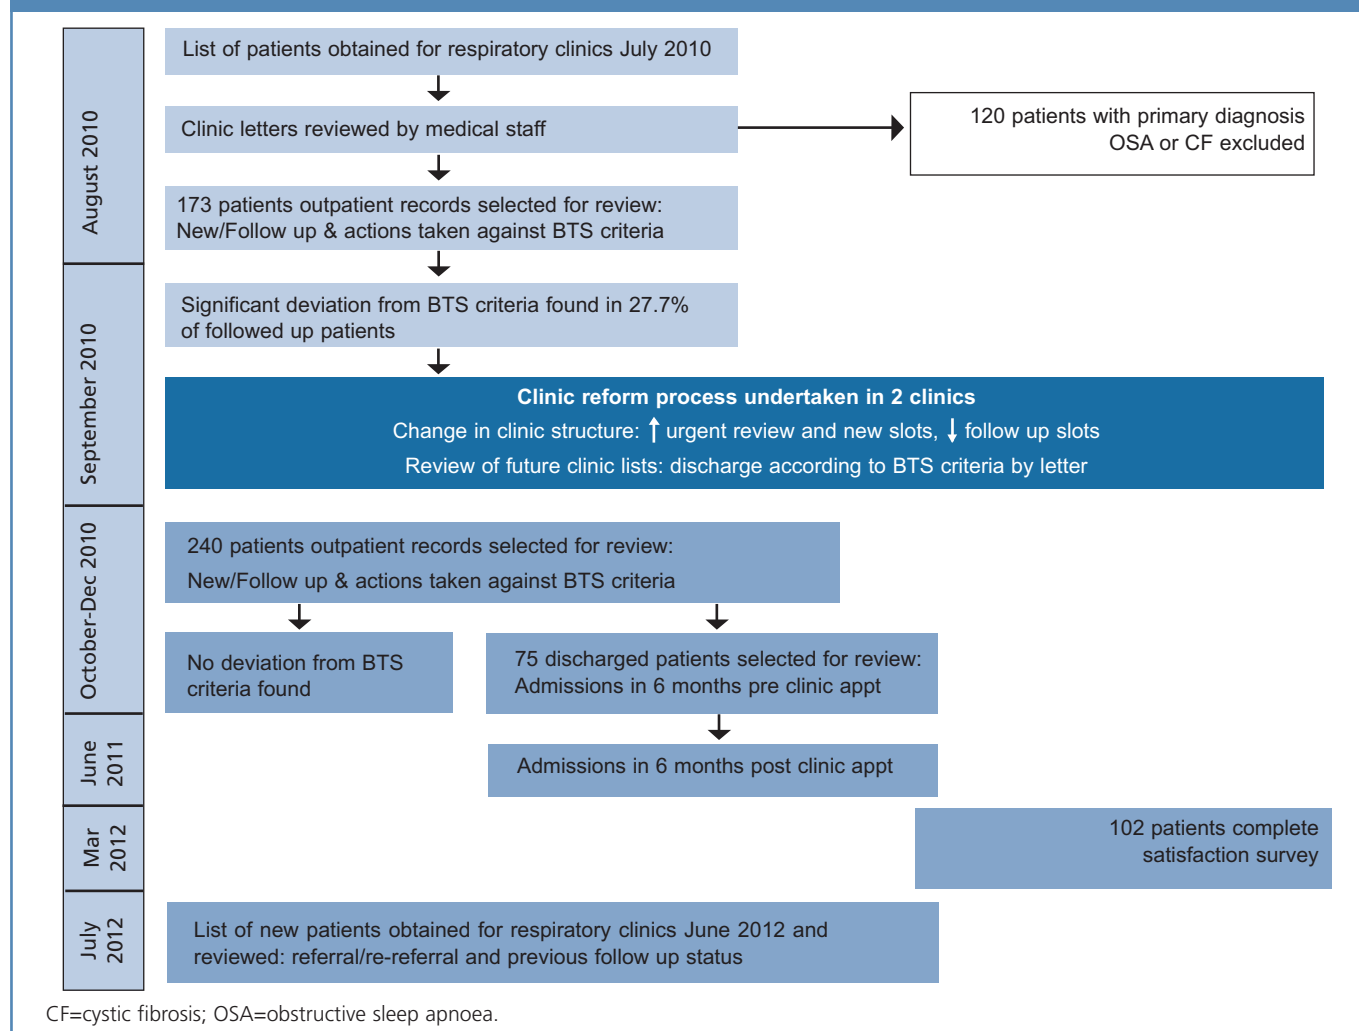 August 2010
List of patients obtained for respiratory clinics July 2010
Clinic letters reviewed by medical staff
120 patients with primary diagnosis
OSA or CF excluded
173 patients outpatient records selected for review:
New/Follow up & actions taken against BTS criteria
September 2010
Significant deviation from BTS criteria found in 27.7%
of followed up patients
Clinic reform process undertaken in 2 clinics
Change in clinic structure: ↑ urgent review and new slots, ↓ follow up slots
Review of future clinic lists: discharge according to BTS criteria by letter
October-Dec 2010
240 patients outpatient records selected for review:
New/Follow up & actions taken against BTS criteria
No deviation from BTS
criteria found
75 discharged patients selected for review:
Admissions in 6 months pre clinic appt
June
2011
Admissions in 6 months post clinic appt
Mar
2012
102 patients complete
satisfaction survey
July
2012
List of new patients obtained for respiratory clinics June 2012 and
reviewed: referral/re-referral and previous follow up status
CF=cystic fibrosis; OSA=obstructive sleep apnoea.